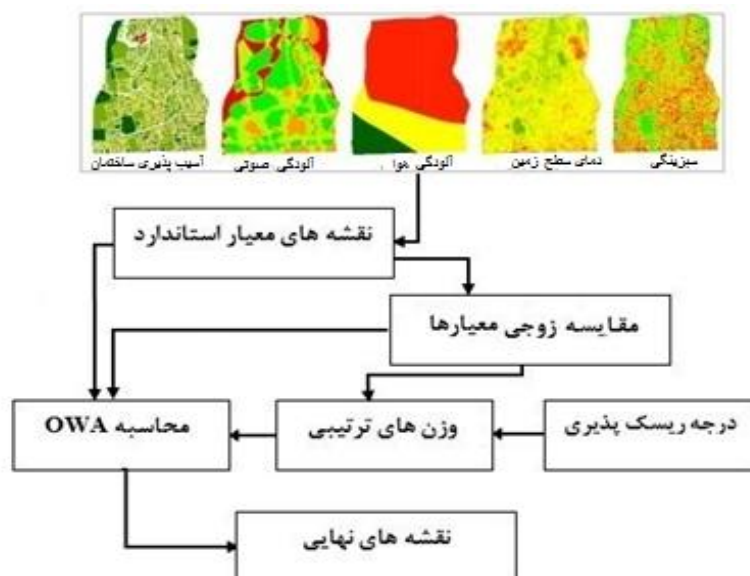 سبزینگی
دمای سطح زمین
آلودگی هوا
آلودگی صوتی
آسیب پذیری ساختمان
نقشه های معیار استاندارد
مقایسه زوجی معیارها
درجه ریسک پذیری
وزن های ترتیبی
محاسبه OWA
نقشه های نهایی